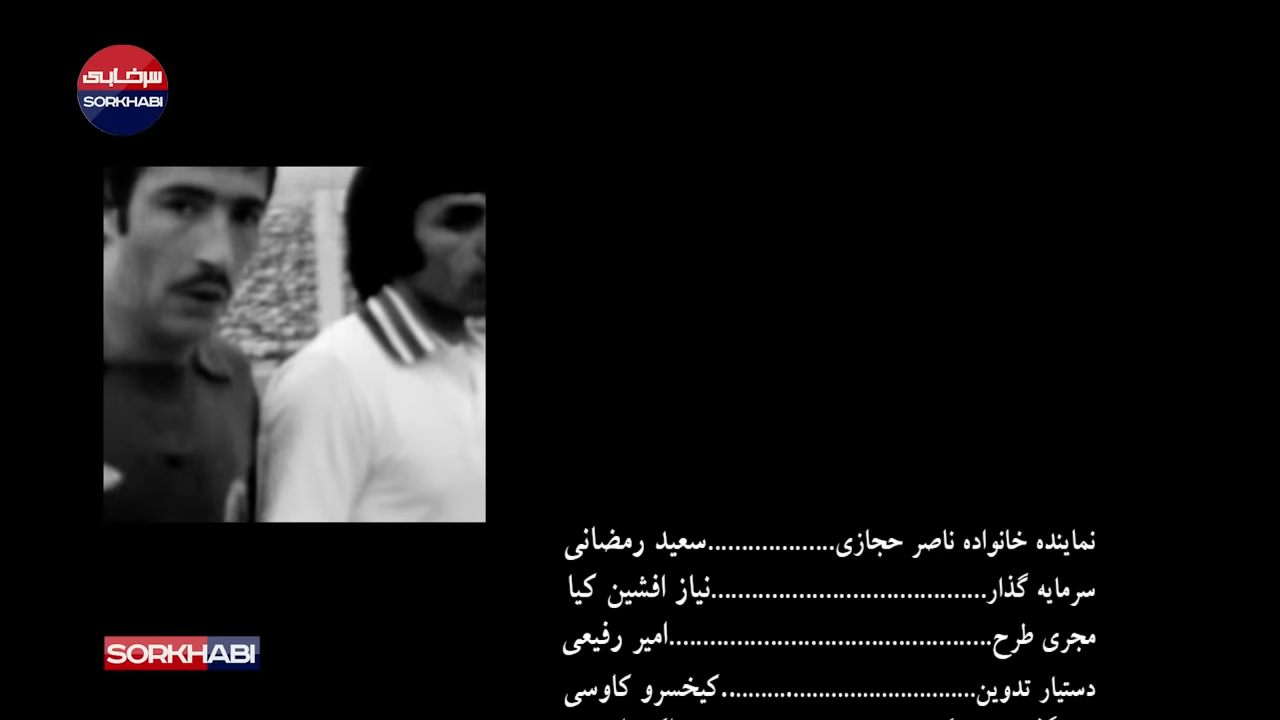 سرخابی
SORKHABI
نماینده خانواده ناصر حجازی...................سعید رمضانی
سرمایه گذار.........................................نیاز افشین کیا
مجری طرح................................................امیر رفیعی
دستیار تدوین......................................کیخسرو کاوسی
SORKHABI